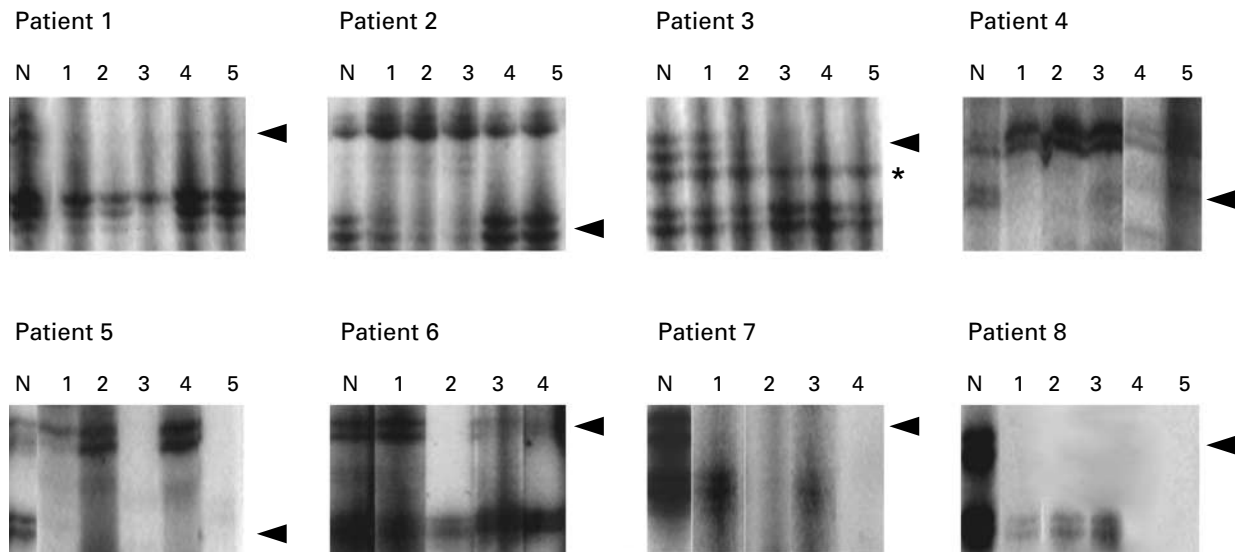 Patient 1 Patient 2 Patient 3 Patient 4
N 1 2 3 4 5 N 1 2 3 4 5 N 1 2 3 4 5 N 1 2 3 4 5
*
Patient 5 Patient 6 Patient 7 Patient 8
N 1 2 3 4 5 N 1 2 3 4 N 1 2 3 4 N 1 2 3 4 5